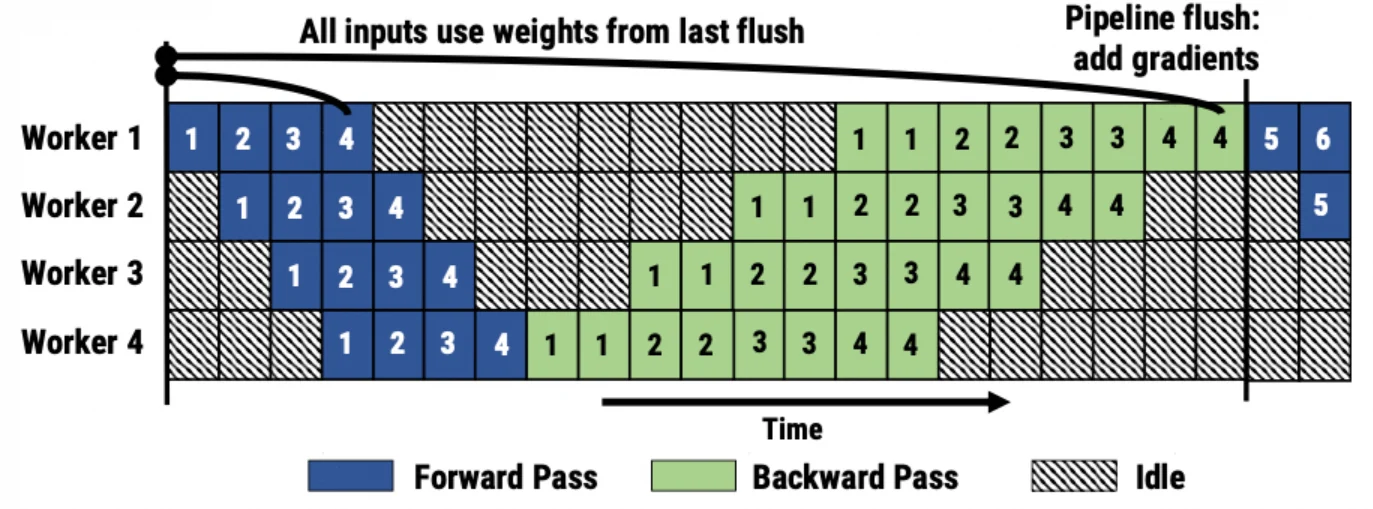 All inputs use weights from last flush
Pipeline flush:
add gradients
Worker 1 1 2 3 4 1 1 2 2 3 3 4 4 5 6
Worker 2 1 2 3 4 1 1 2 2 3 3 4 4 5
Worker 3 1 2 3 4 1 1 2 2 3 3 4 4
Worker 4 1 2 3 4 1 1 2 2 3 3 4 4
Time
Forward Pass Backward Pass Idle